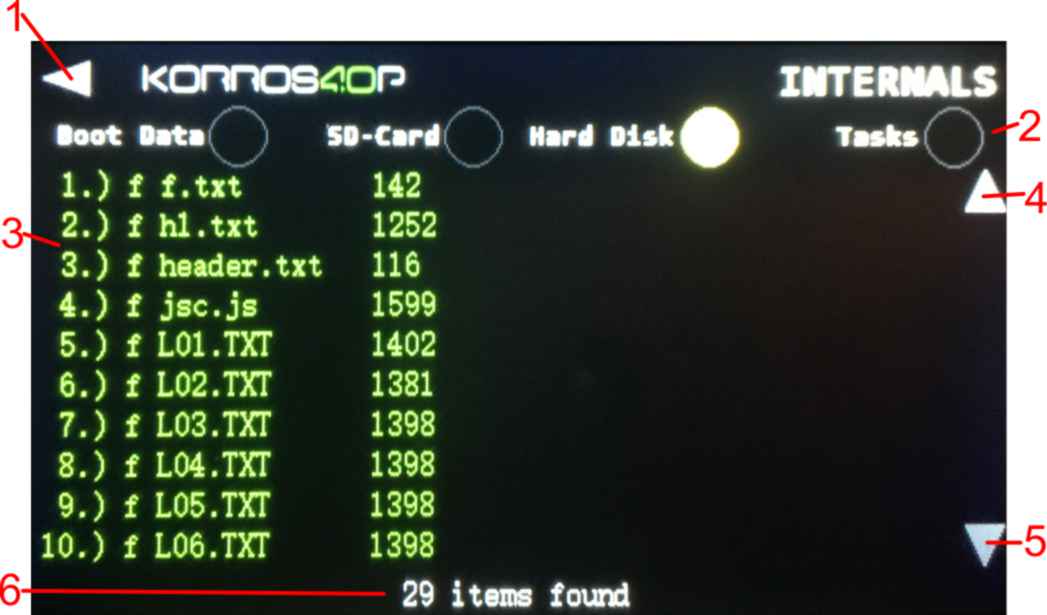 1
KORROS4.0P INTERNALS
Boot Data SD-Card Hard Disk Tasks 2
1.) f f.txt 142
4
2.) f hl.txt 1252
3
3.) f header.txt 116
4.) f jsc.js 1599
5.) f L01.TXT 1402
6.) f L02.TXT 1381
7.) f L03.TXT 1398
8.) f L04.TXT 1398
9.) f L05.TXT 1398
10.) f L06.TXT 1398
5
6 29 items found